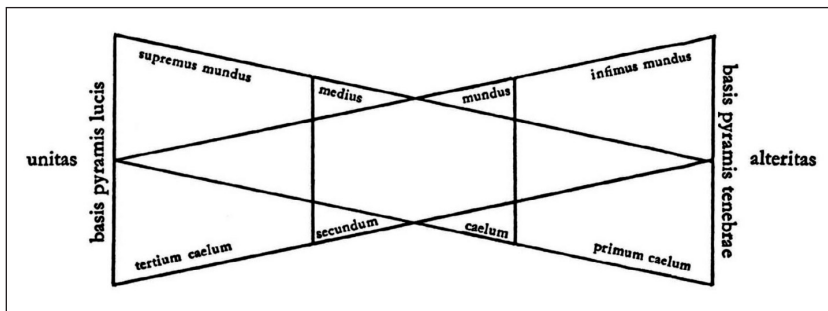 supremus mundus
medius
mundus
infimus mundus
unitas
basis pyramis lucis
basis pyramis tenebrae
alteritas
tertium caelum
secundum
caelum
primum caelum